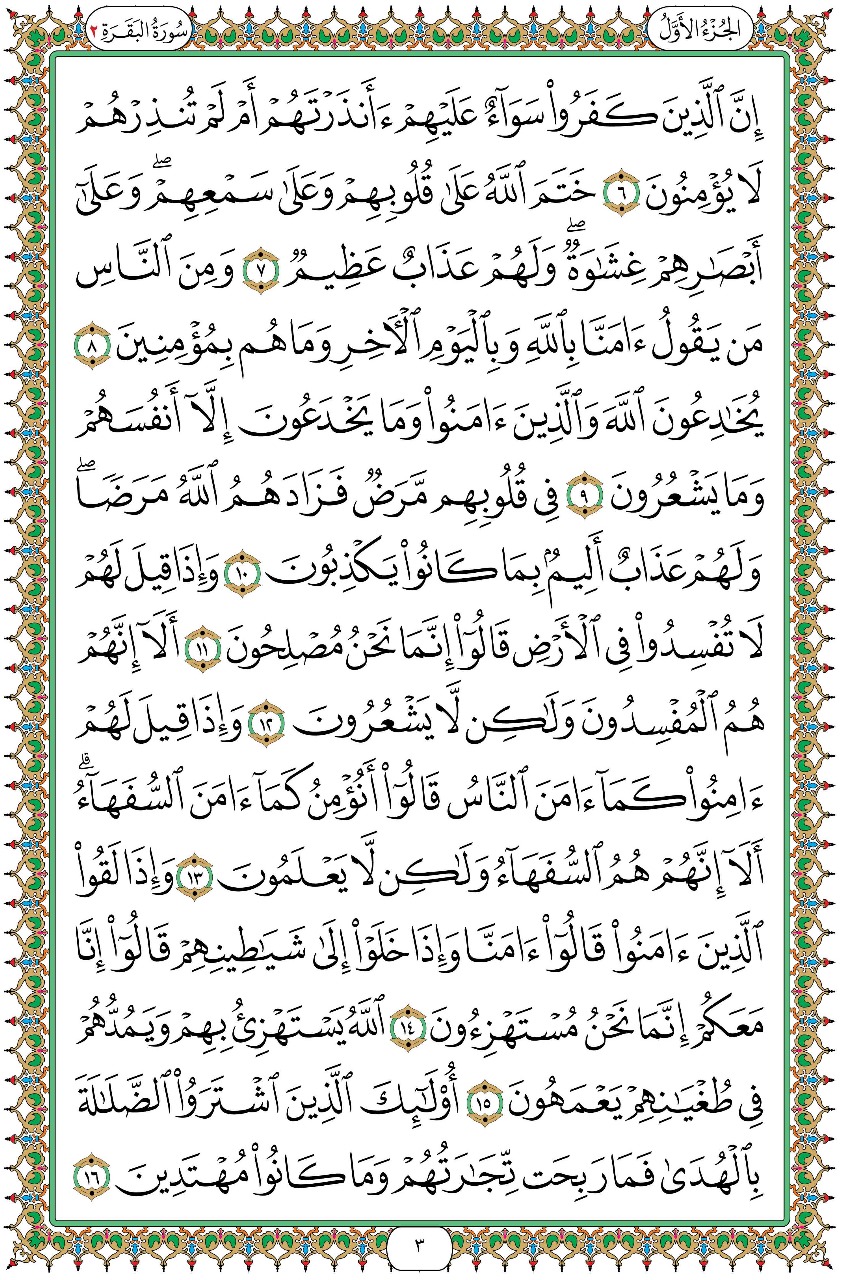 الجُزْءُ الأَوَّلُ
سُورَةُ البَقَرَةِ ٢
إِنَّ ٱلَّذِينَ كَفَرُواْ سَوَآءٌ عَلَيْهِمْ ءَأَنذَرْتَهُمْ أَمْ لَمْ تُنذِرْهُمْ
لَا يُؤْمِنُونَ ٦ خَتَمَ ٱللَّهُ عَلَىٰ قُلُوبِهِمْ وَعَلَىٰ سَمْعِهِمْۖ وَعَلَىٰٓ
أَبْصَٰرِهِمْ غِشَٰوَةٌۖ وَلَهُمْ عَذَابٌ عَظِيمٌ ٧ وَمِنَ ٱلنَّاسِ
مَن يَقُولُ ءَامَنَّا بِٱللَّهِ وَبِٱلْيَوْمِ ٱلْأٓخِرِ وَمَا هُم بِمُؤْمِنِينَ ٨
يُخَٰدِعُونَ ٱللَّهَ وَٱلَّذِينَ ءَامَنُواْ وَمَا يَخْدَعُونَ إِلَّآ أَنفُسَهُمْ
وَمَا يَشْعُرُونَ ٩ فِي قُلُوبِهِم مَّرَضٌ فَزَادَهُمُ ٱللَّهُ مَرَضًاۖ
وَلَهُمْ عَذَابٌ أَلِيمُۢ بِمَا كَانُواْ يَكْذِبُونَ ١٠ وَإِذَا قِيلَ لَهُمْ
لَا تُفْسِدُواْ فِي ٱلْأَرْضِ قَالُوٓاْ إِنَّمَا نَحْنُ مُصْلِحُونَ ١١ أَلَآ إِنَّهُمْ
هُمُ ٱلْمُفْسِدُونَ وَلَٰكِن لَّا يَشْعُرُونَ ١٢ وَإِذَا قِيلَ لَهُمْ
ءَامِنُواْ كَمَآ ءَامَنَ ٱلنَّاسُ قَالُوٓاْ أَنُؤْمِنُ كَمَآ ءَامَنَ ٱلسُّفَهَآءُۗ
أَلَآ إِنَّهُمْ هُمُ ٱلسُّفَهَآءُ وَلَٰكِن لَّا يَعْلَمُونَ ١٣ وَإِذَا لَقُواْ
ٱلَّذِينَ ءَامَنُواْ قَالُوٓاْ ءَامَنَّا وَإِذَا خَلَوْاْ إِلَىٰ شَيَٰطِينِهِمْ قَالُوٓاْ إِنَّا
مَعَكُمْ إِنَّمَا نَحْنُ مُسْتَهْزِءُونَ ١٤ ٱللَّهُ يَسْتَهْزِئُ بِهِمْ وَيَمُدُّهُمْ
فِي طُغْيَٰنِهِمْ يَعْمَهُونَ ١٥ أُوْلَٰٓئِكَ ٱلَّذِينَ ٱشْتَرَوُاْ ٱلضَّلَٰلَةَ
بِٱلْهُدَىٰ فَمَا رَبِحَت تِّجَٰرَتُهُمْ وَمَا كَانُواْ مُهْتَدِينَ ١٦
٣